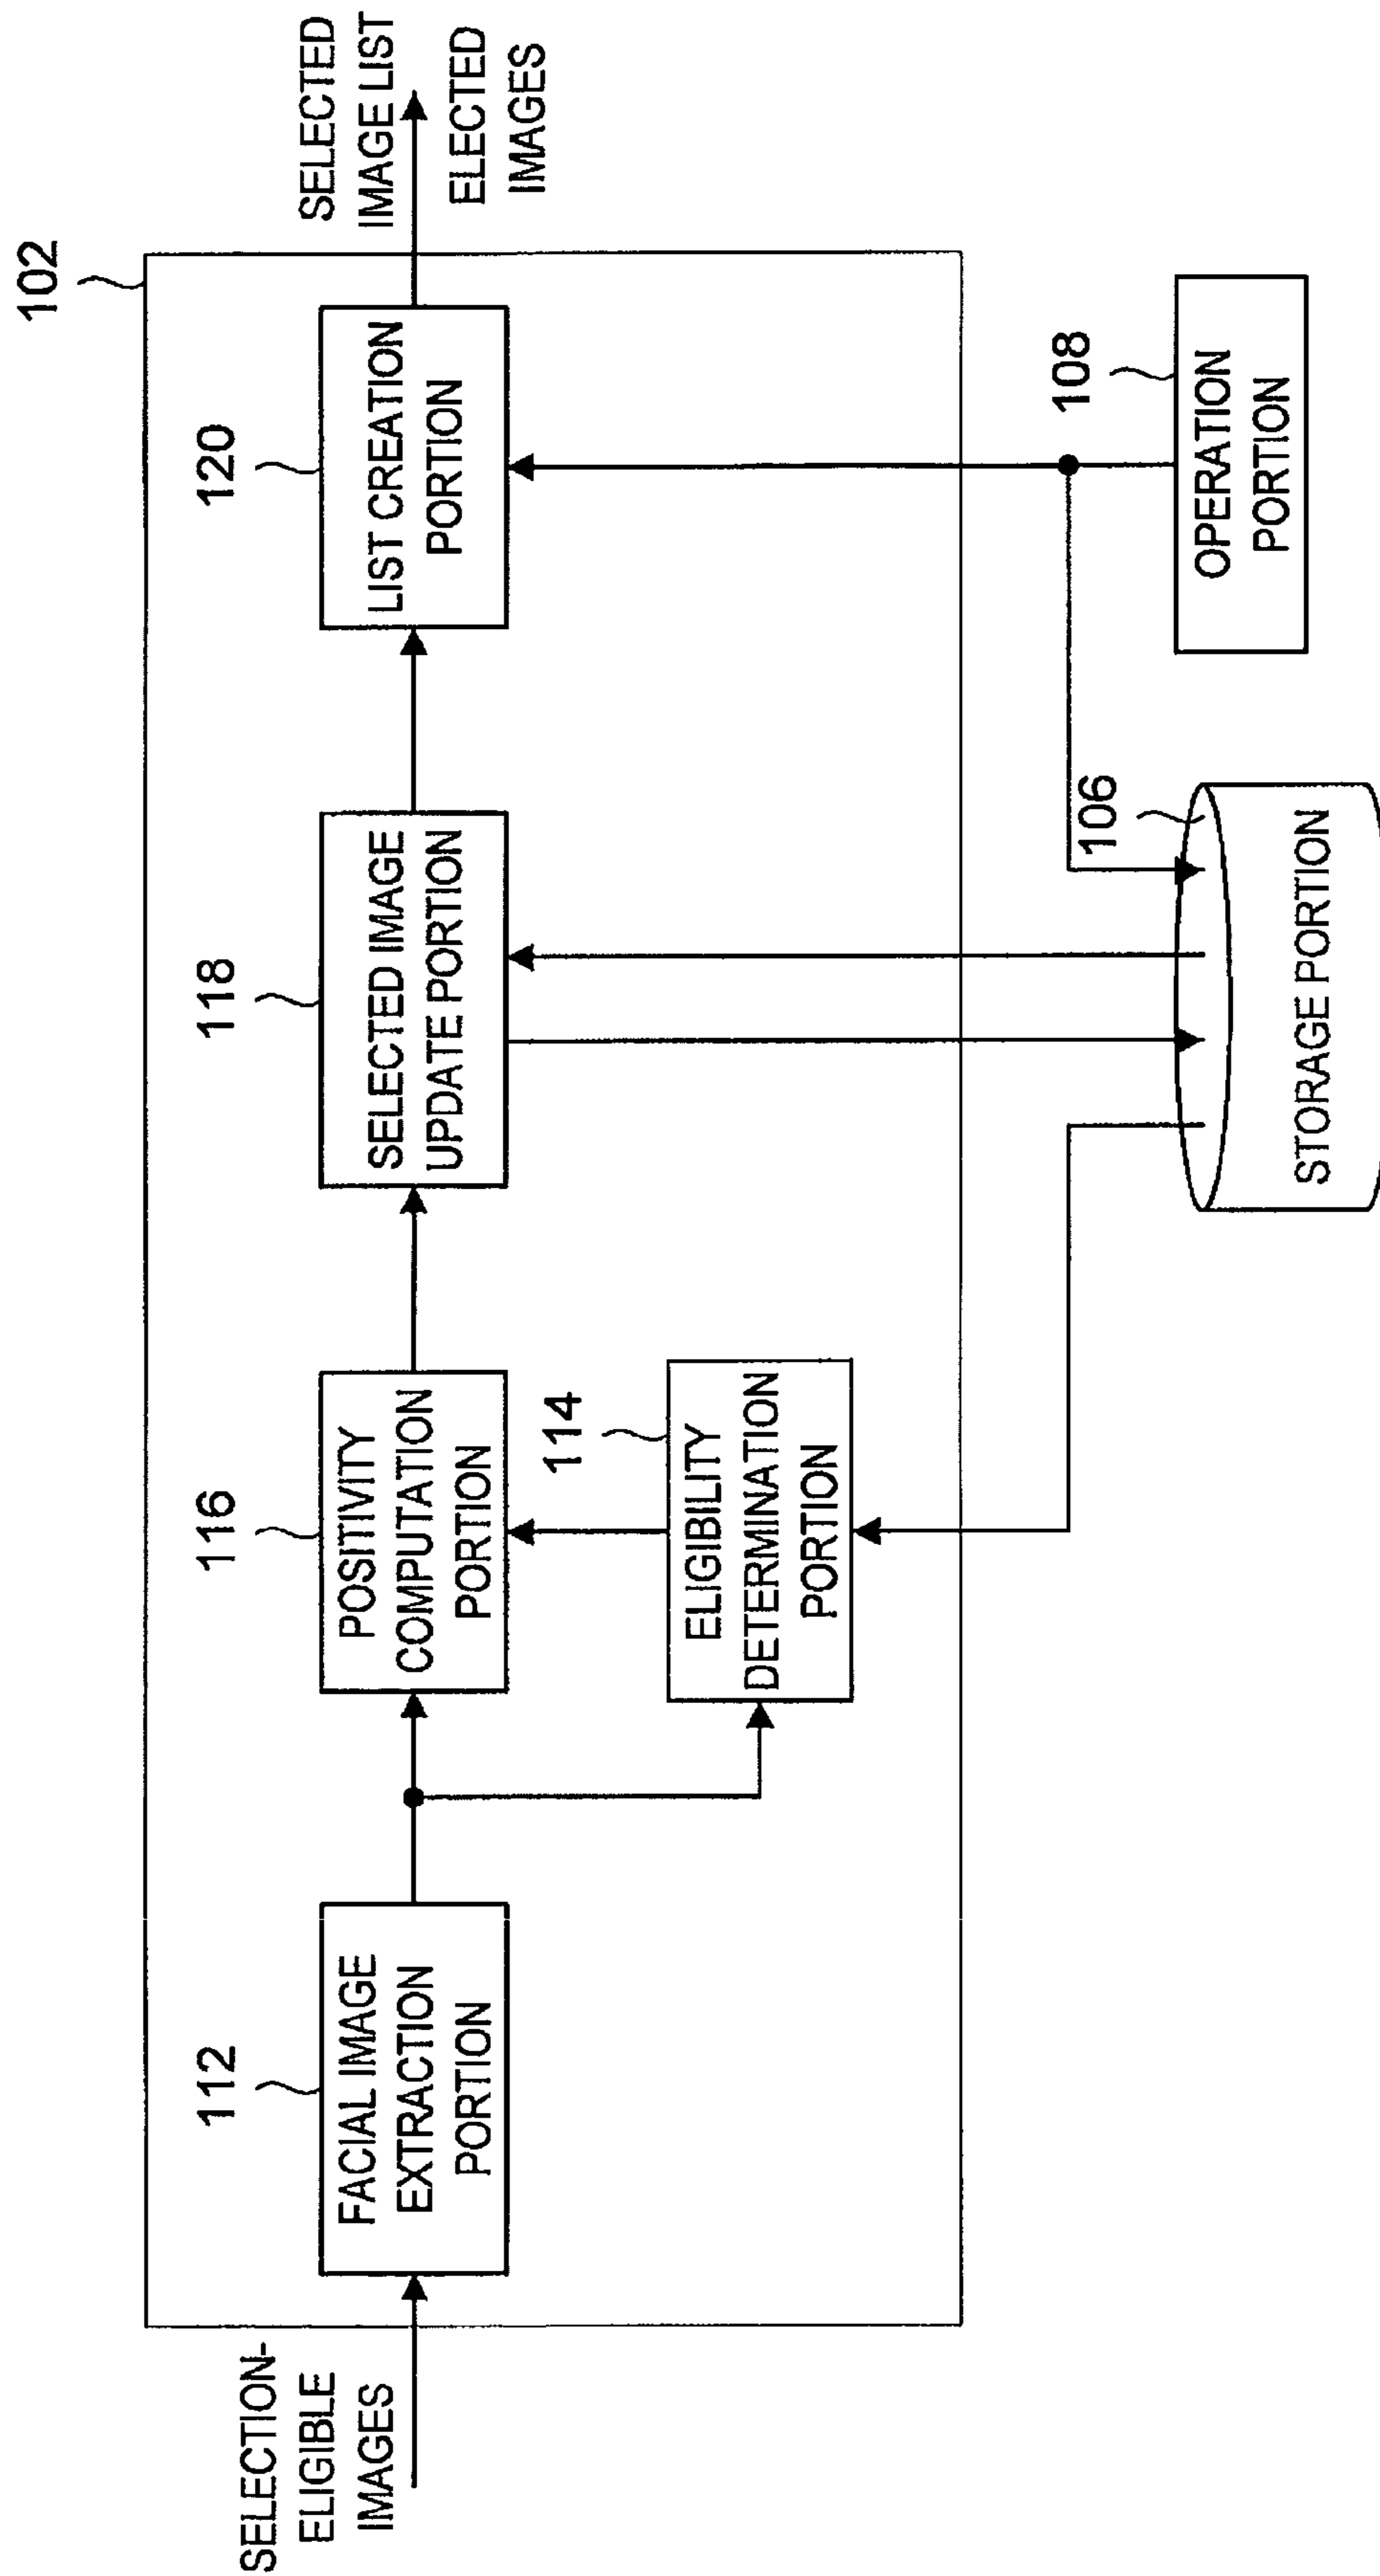 102
SELECTION-
ELIGIBLE
IMAGES
112
FACIAL IMAGE
EXTRACTION
PORTION
116
POSITIVITY
COMPUTATION
PORTION
114
ELIGIBILITY
DETERMINATION
PORTION
118
SELECTED IMAGE
UPDATE PORTION
120
LIST CREATION
PORTION
SELECTED
IMAGE LIST
ELECTED
IMAGES
106
STORAGE PORTION
108
OPERATION
PORTION